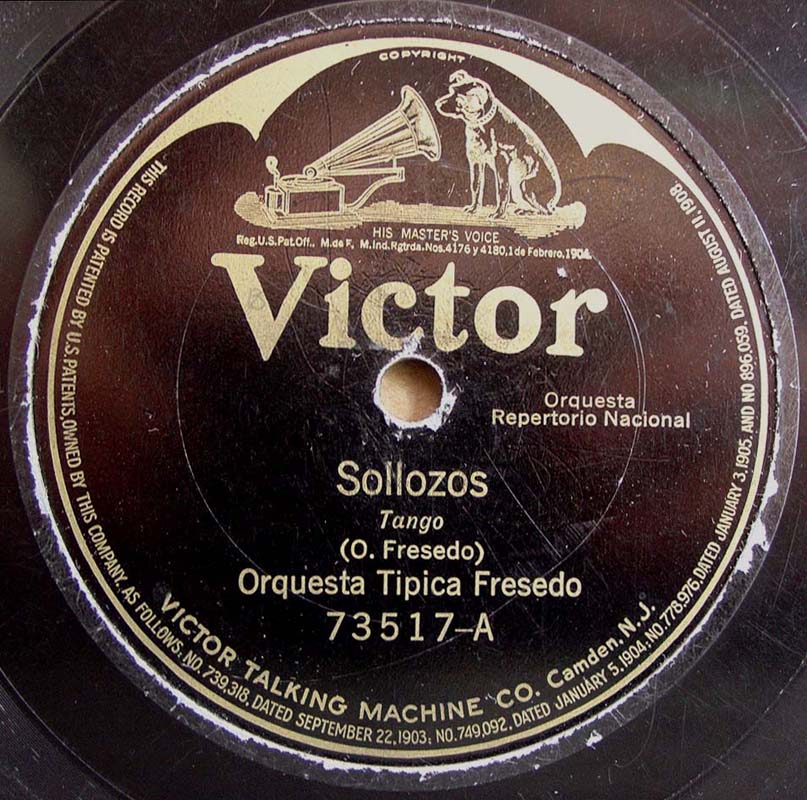 COPYRIGHT
HIS MASTER'S VOICE
Reg.U.S.Pat.Off., M.de F., M.Ind.Rgtrda.Nos.4176 y 4180,1 de Febrero,1904.
Victor
Orquesta
Repertorio Nacional
Sollozos
Tango
(O. Fresedo)
Orquesta Tipica Fresedo
73517-A
VICTOR TALKING MACHINE CO. Camden, N.J.
THIS RECORD IS PATENTED BY U.S. PATENTS, OWNED BY THIS COMPANY, AS FOLLOWS: NO. 739,318, DATED SEPTEMBER 22,1903; NO.749,092, DATED JANUARY 5,1904; NO.778,976, DATED JANUARY 3,1905, AND NO 896,059, DATED AUGUST 11,1908